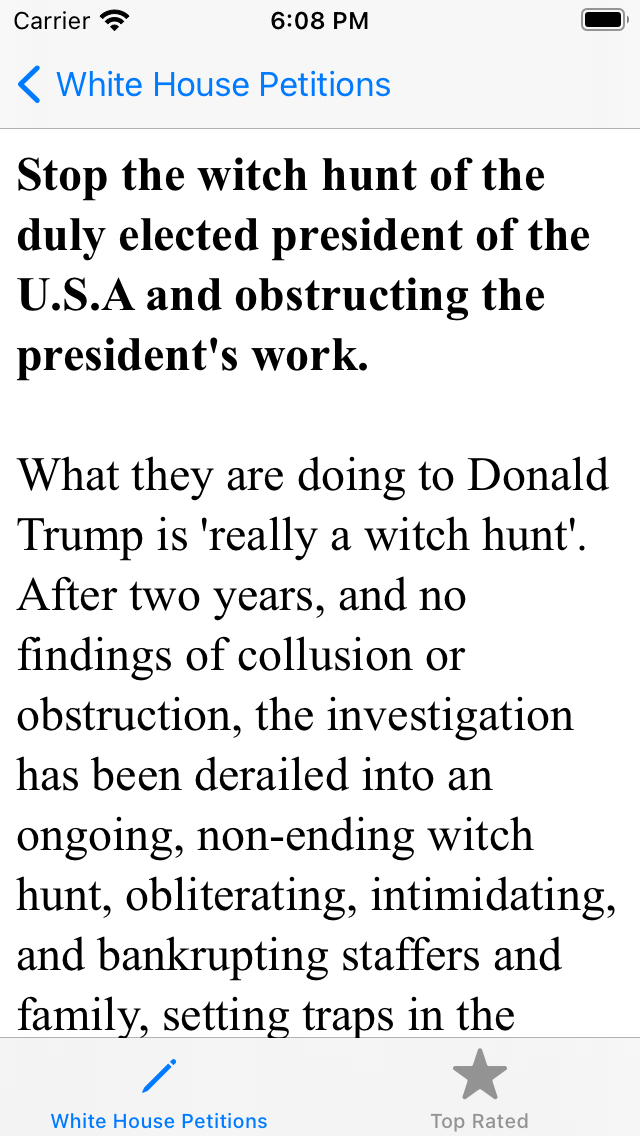 Carrier 6:08 PM
White House Petitions
Stop the witch hunt of the
duly elected president of the
U.S.A and obstructing the
president's work.
What they are doing to Donald
Trump is 'really a witch hunt'.
After two years, and no
findings of collusion or
obstruction, the investigation
has been derailed into an
ongoing, non-ending witch
hunt, obliterating, intimidating,
and bankrupting staffers and
family, setting traps in the
White House Petitions Top Rated